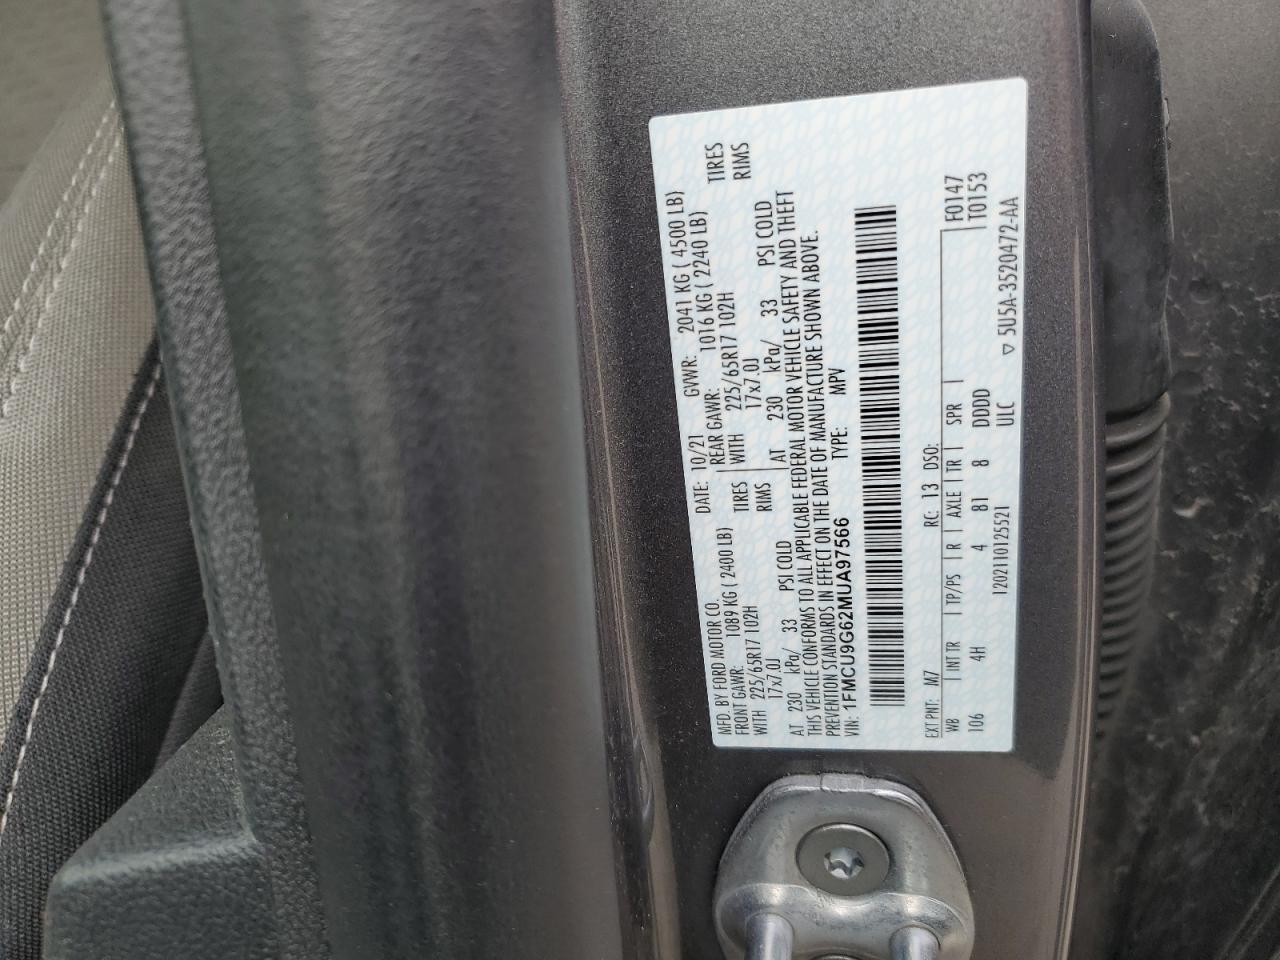 MFD. BY FORD MOTOR CO.
DATE: 10/21 GVWR: 2041 KG ( 4500 LB)
FRONT GAWR: 1089 KG ( 2400 LB) REAR GAWR: 1016 KG ( 2240 LB)
WITH 225/65R17 102H TIRES WITH 225/65R17 102H TIRES
17x7.0J RIMS 17x7.0J RIMS
AT 230 kPa/ 33 PSI COLD AT 230 kPa/ 33 PSI COLD
THIS VEHICLE CONFORMS TO ALL APPLICABLE FEDERAL MOTOR VEHICLE SAFETY AND THEFT
PREVENTION STANDARDS IN EFFECT ON THE DATE OF MANUFACTURE SHOWN ABOVE.
VIN: 1FMCU9G62MUA97566 TYPE: MPV
EXT PNT: M7 RC: 13 DSO: F0147
WB INT TR TP/PS R AXLE TR SPR T0153
106 4H 4 81 8 DDDD
120211012552​1 ULC ▽ 5U5A-3520472-AA